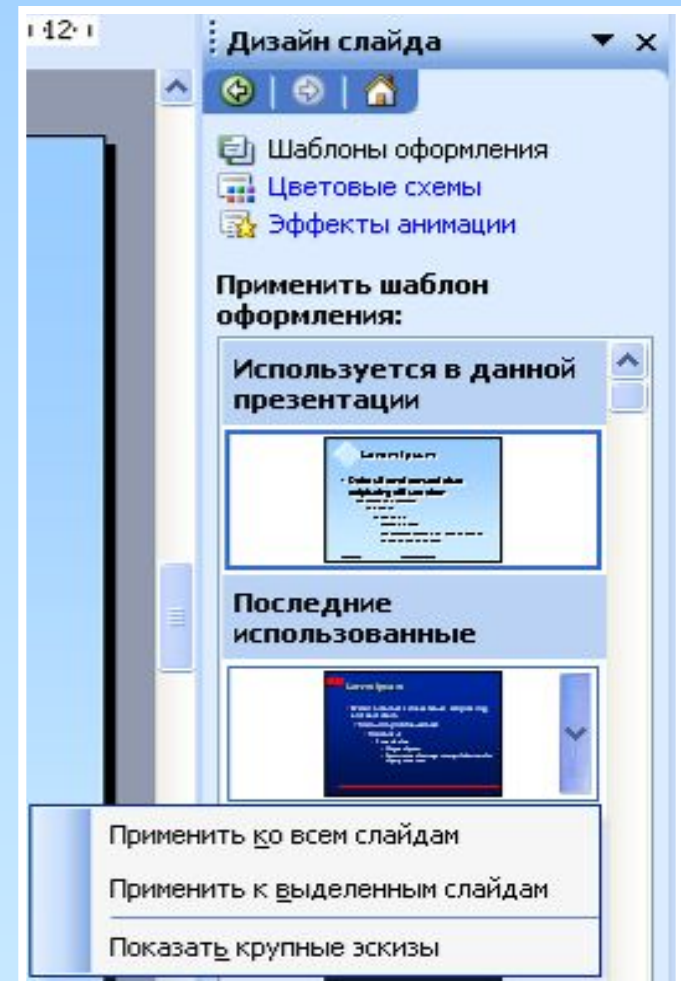 12
Дизайн слайда
Шаблоны оформления
Цветовые схемы
Эффекты анимации
Применить шаблон
оформления:
Используется в данной
презентации
Последние
использованные
Применить ко всем слайдам
Применить к выделенным слайдам
Показать крупные эскизы